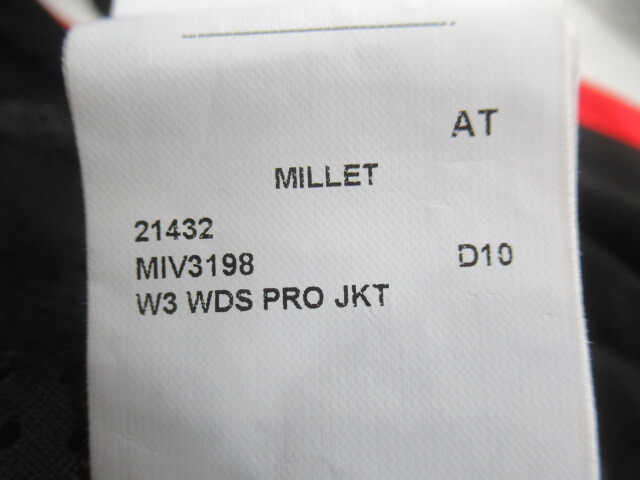 AT
MILLET
21432
MIV3198 D10
W3 WDS PRO JKT